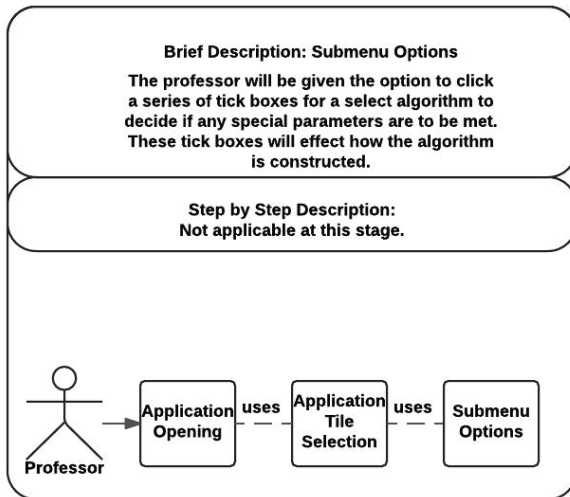 Brief Description: Submenu Options
The professor will be given the option to click
a series of tick boxes for a select algorithm to
decide if any special parameters are to be met.
These tick boxes will effect how the algorithm
is constructed.
Step by Step Description:
Not applicable at this stage.
Professor
Application
Opening
uses
Application
Tile
Selection
uses
Submenu
Options